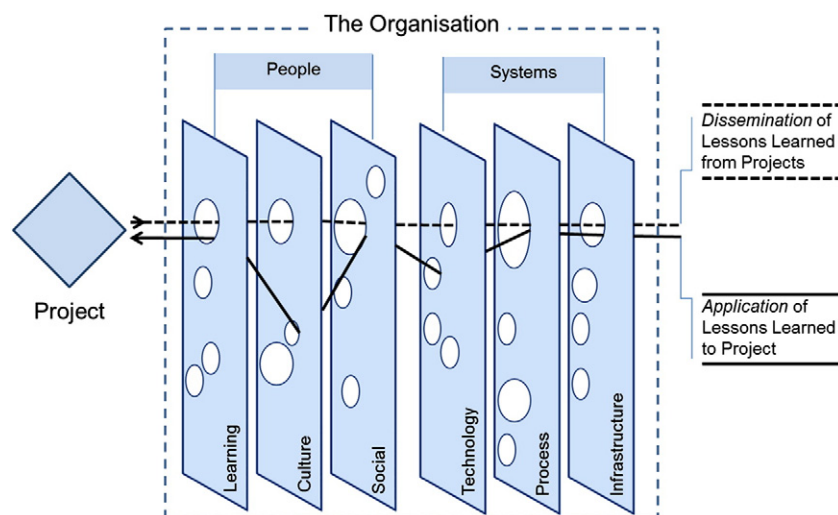 The Organisation
People
Systems
Dissemination of
Lessons Learned
from Projects
Project
Application of
Lessons Learned
to Project
Learning
Culture
Social
Technology
Process
Infrastructure